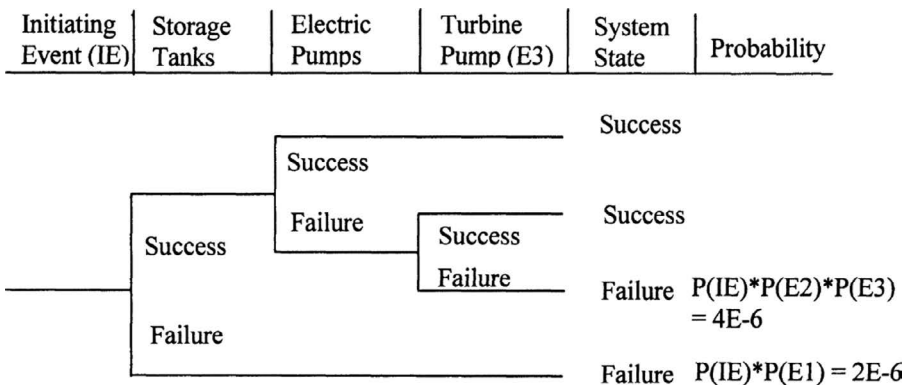 Initiating Event (IE)
Storage Tanks
Electric Pumps
Turbine Pump (E3)
System State
Probability
Success
Success
Failure
Success
Success
Success
Failure
Failure P(IE)*P(E2)*P(E3)
= 4E-6
Failure
Failure P(IE)*P(E1) = 2E-6